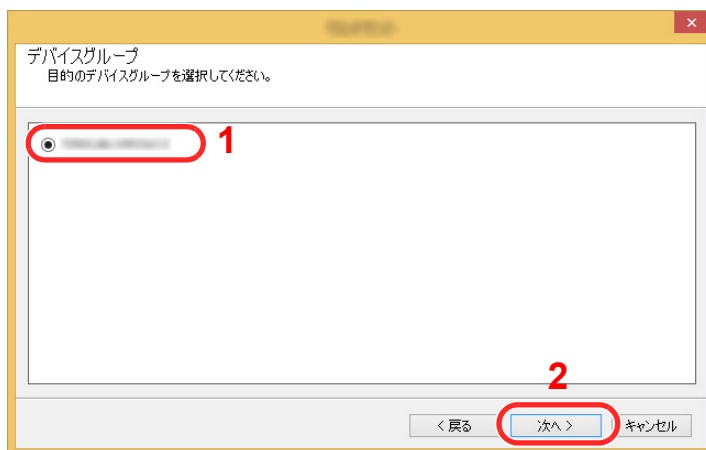 デバイスグループ
目的のデバイスグループを選択してください。
1
2
< 戻る 次へ > キャンセル